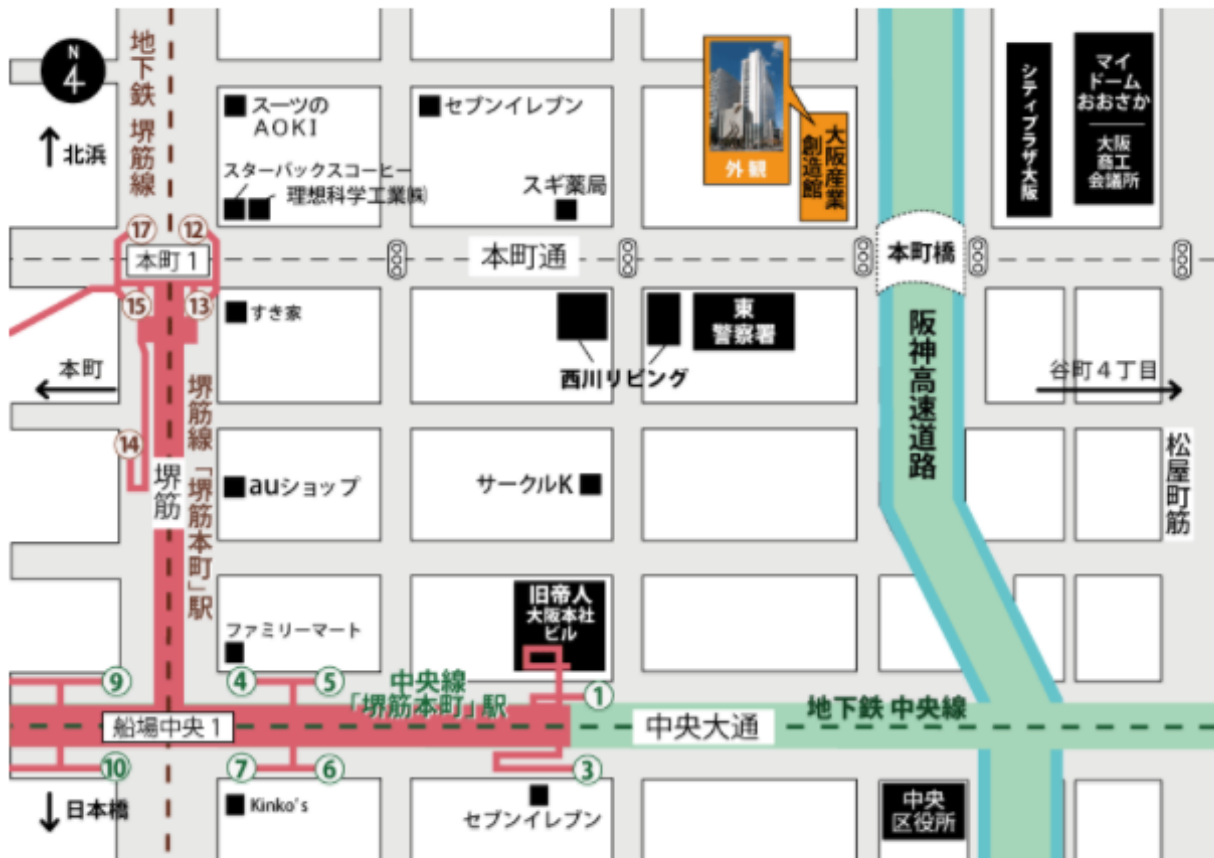 N
4
北浜
地下鉄 堺筋線
スーツの
AOKI
セブンイレブン
スターバックスコーヒー
理想科学工業㈱
スギ薬局
外観
大阪産業
創造館
シティプラザ大阪
マイ
ドーム
おおさか
大阪
商工
会議所
17
12
本町1
本町通
本町橋
15
13
すき家
東
警察署
西川リビング
本町
谷町4丁目
阪神高速道路
14
堺筋
堺筋線「堺筋本町」駅
auショップ
サークルK
松屋町筋
旧帝人
大阪本社
ビル
ファミリーマート
9
4
5
中央線
「堺筋本町」駅
1
船場中央1
中央大通
地下鉄 中央線
10
7
6
3
日本橋
Kinko's
セブンイレブン
中央
区役所